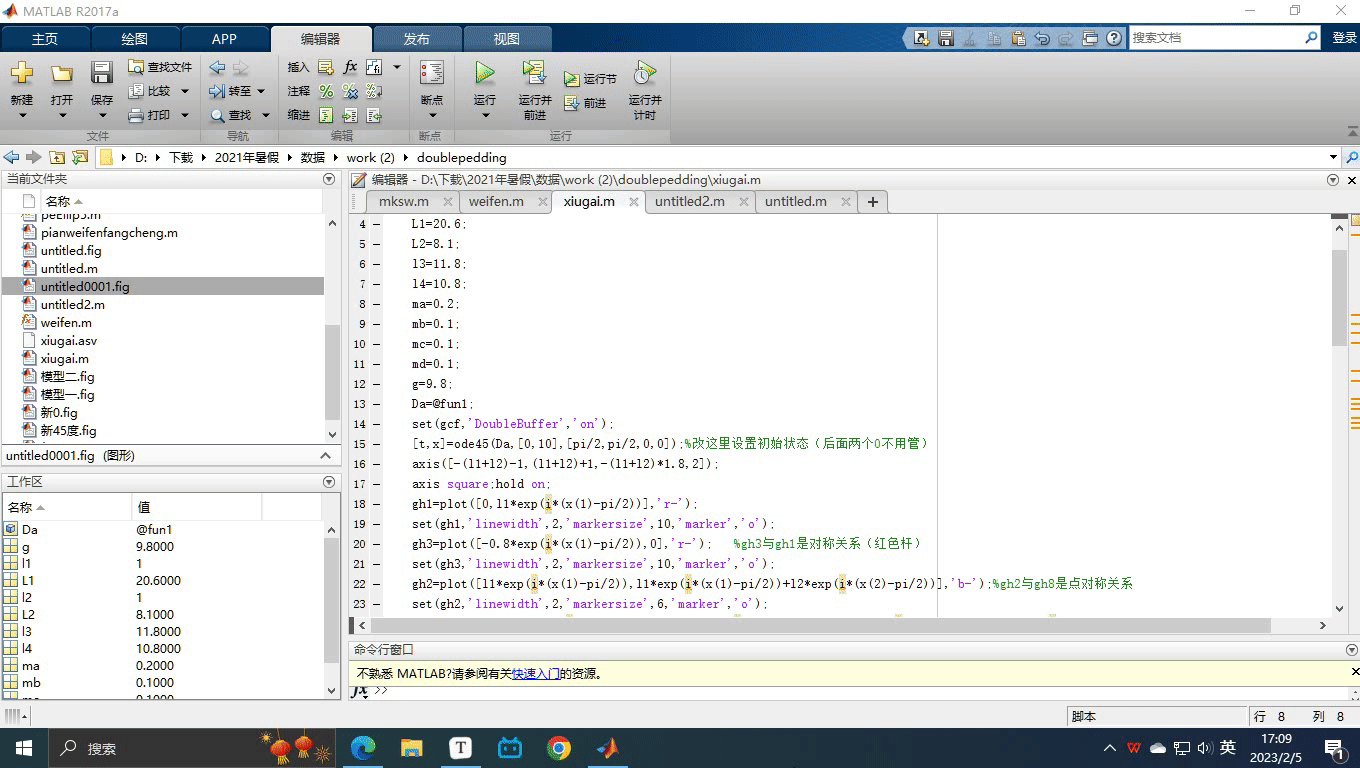 MATLAB R2017a
主页 绘图 APP 编辑器 发布 视图 搜索文档 登录
新建 打开 保存 查找文件 比较 打印 转至 查找 插入 注释 缩进 断点 运行 运行并前进 运行节 前进 运行并计时
文件 导航 编辑 断点 运行
D: 下载 2021年暑假 数据 work (2) doublepedding
当前文件夹
名称
pianweifenfangcheng.m
untitled.fig
untitled.m
untitled0001.fig
untitled2.m
weifen.m
xiugai.asv
xiugai.m
模型二.fig
模型一.fig
新0.fig
新45度.fig
untitled0001.fig (图形)
工作区
名称 值
Da @fun1
g 9.8000
l1 1
L1 20.6000
l2 1
L2 8.1000
l3 11.8000
l4 10.8000
ma 0.2000
mb 0.1000
编辑器 - D:\下载\2021年暑假\数据\work (2)\doublepedding\xiugai.m
mksw.m weifen.m xiugai.m untitled2.m untitled.m +
4 – L1=20.6;
5 – L2=8.1;
6 – l3=11.8;
7 – l4=10.8;
8 – ma=0.2;
9 – mb=0.1;
10 – mc=0.1;
11 – md=0.1;
12 – g=9.8;
13 – Da=@fun1;
14 – set(gcf,'DoubleBuffer','on');
15 – [t,x]=ode45(Da,[0,10],[pi/2,pi/2,0,0]);%改这里设置初始状态（后面两个0不用管）
16 – axis([-(l1+l2)-1,(l1+l2)+1,-(l1+l2)*1.8,2]);
17 – axis square;hold on;
18 – gh1=plot([0,l1*exp(i*(x(1)-pi/2))],'r-');
19 – set(gh1,'linewidth',2,'markersize',10,'marker','o');
20 – gh3=plot([-0.8*exp(i*(x(1)-pi/2)),0],'r-'); %gh3与gh1是对称关系（红色杆）
21 – set(gh3,'linewidth',2,'markersize',10,'marker','o');
22 – gh2=plot([l1*exp(i*(x(1)-pi/2)),l1*exp(i*(x(1)-pi/2))+l2*exp(i*(x(2)-pi/2))],'b-');%gh2与gh8是点对称关系
23 – set(gh2,'linewidth',2,'markersize',6,'marker','o');
命令行窗口
不熟悉 MATLAB?请参阅有关快速入门的资源。
fx >>
脚本 行 8 列 8
搜索 英 17:09
2023/2/5